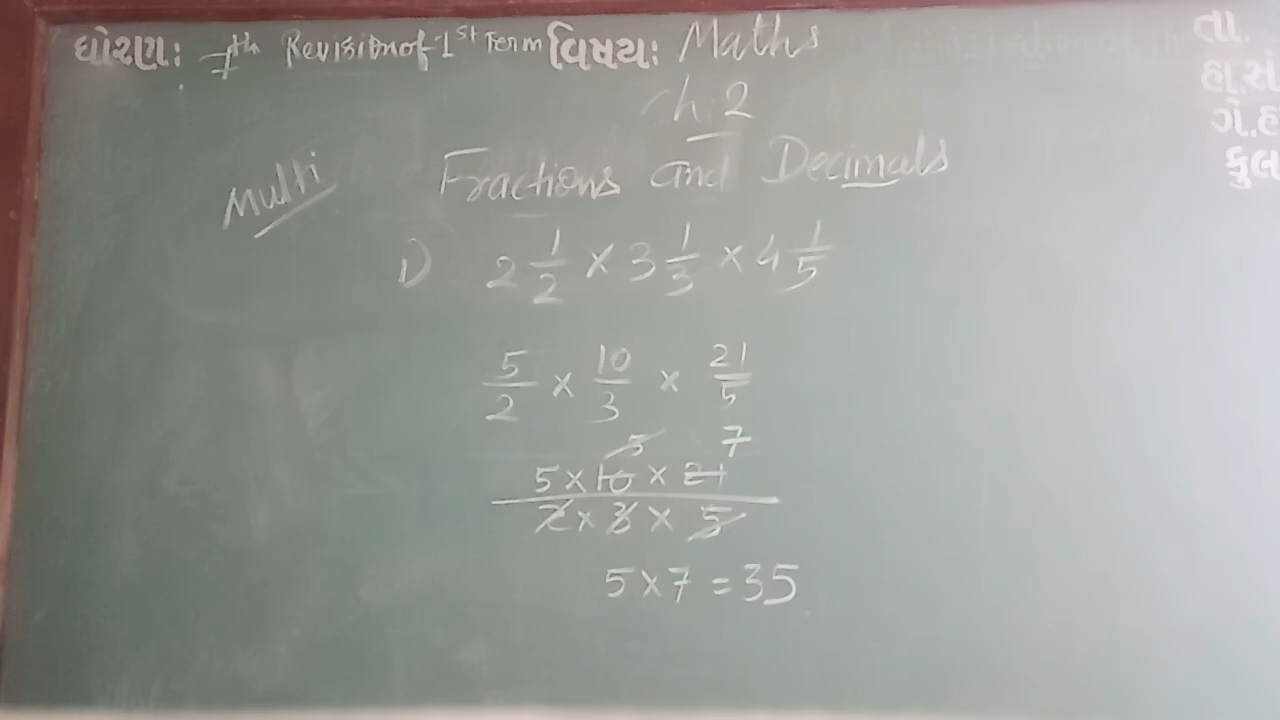 ધોરણ: 7th Revision of 1st Term વિષય: Maths
તા.
હા.સં
ગે.હ
કુલ
Ch. 2
Multi Fractions and Decimals
1) 2 1/2 × 3 1/3 × 4 1/5
5/2 × 10/3 × 21/5
5 7
5 × 10 × 21
2 × 3 × 5
5 × 7 = 35